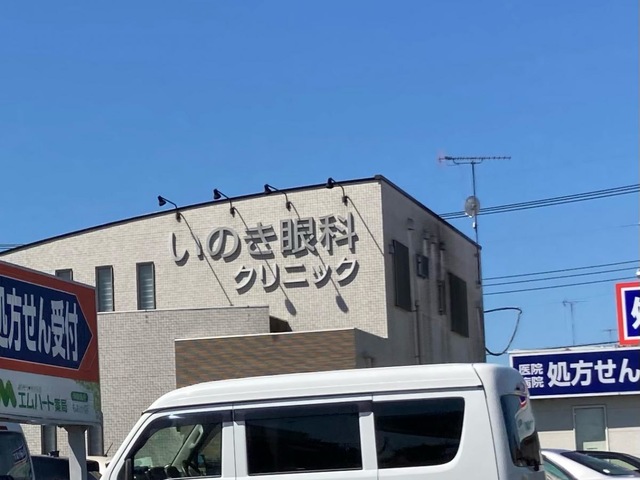 いのき眼科
クリニック
処方せん受付
エムハート薬局
医院
病院
処方せん